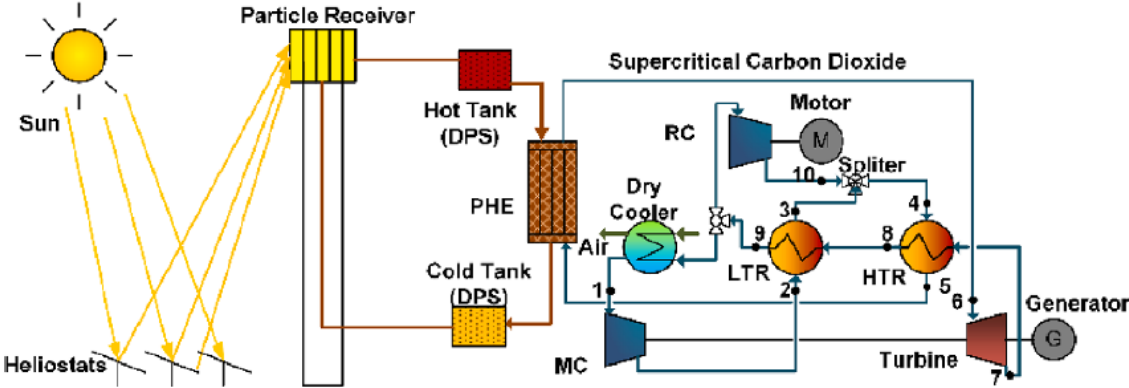 Particle Receiver
Sun
Hot Tank
(DPS)
Supercritical Carbon Dioxide
Motor
RC
M
Spliter
10
PHE
Dry
Cooler
3
4
Air
9
8
LTR
HTR
Cold Tank
(DPS)
1
2
5
6
Generator
Heliostats
MC
Turbine
G
7